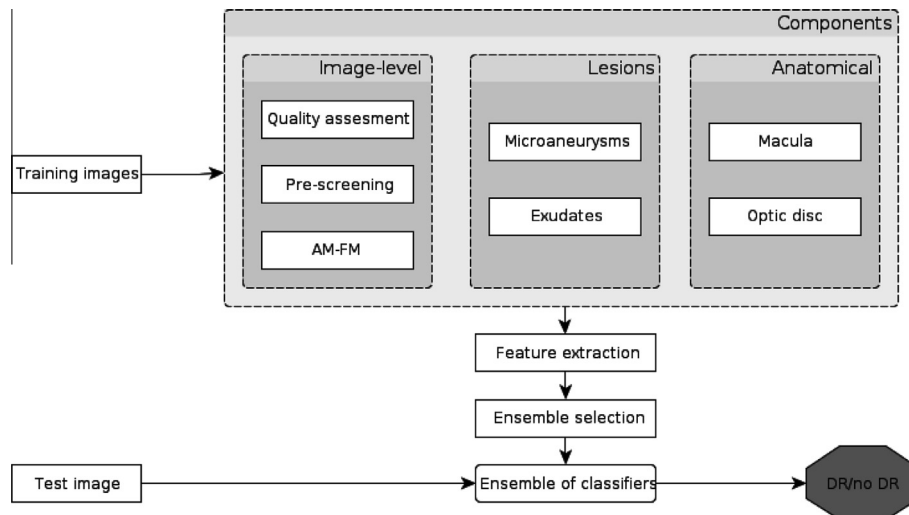 Components
Image-level
Lesions
Anatomical
Quality assesment
Pre-screening
AM-FM
Microaneurysms
Exudates
Macula
Optic disc
Training images
Feature extraction
Ensemble selection
Test image
Ensemble of classifiers
DR/no DR